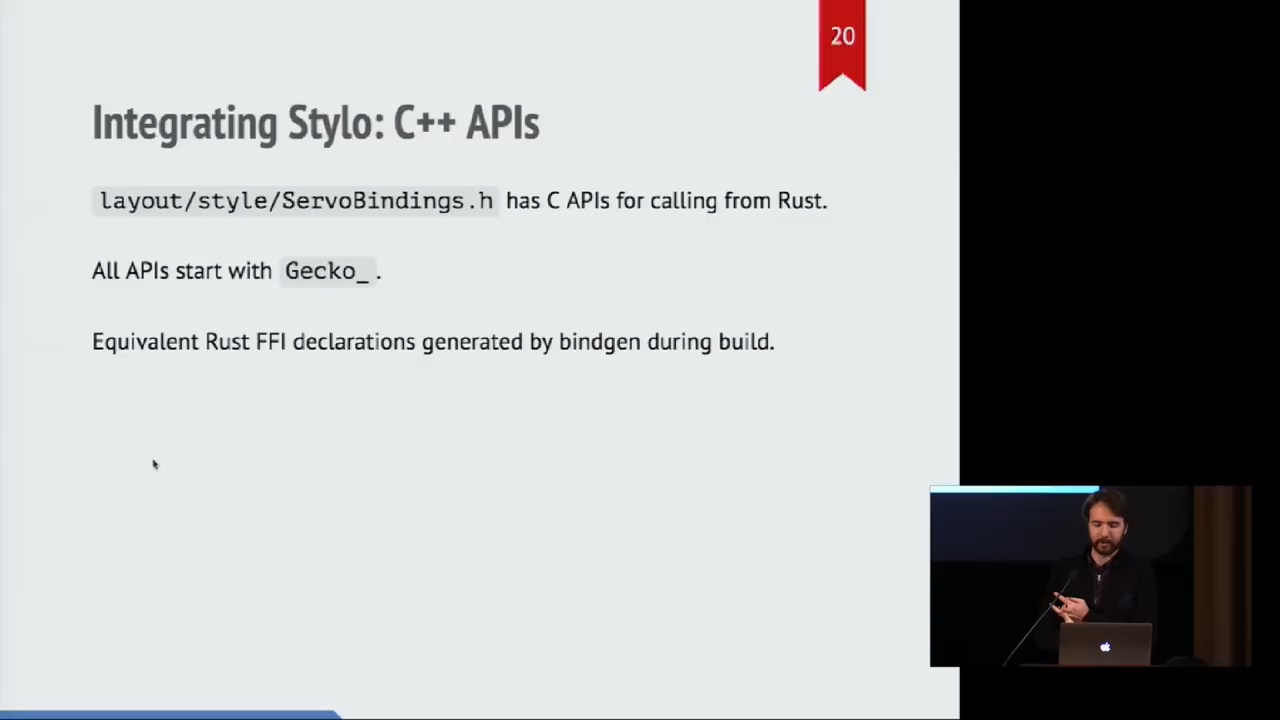 20
Integrating Stylo: C++ APIs
layout/style/ServoBindings.h has C APIs for calling from Rust.
All APIs start with Gecko_ .
Equivalent Rust FFI declarations generated by bindgen during build.